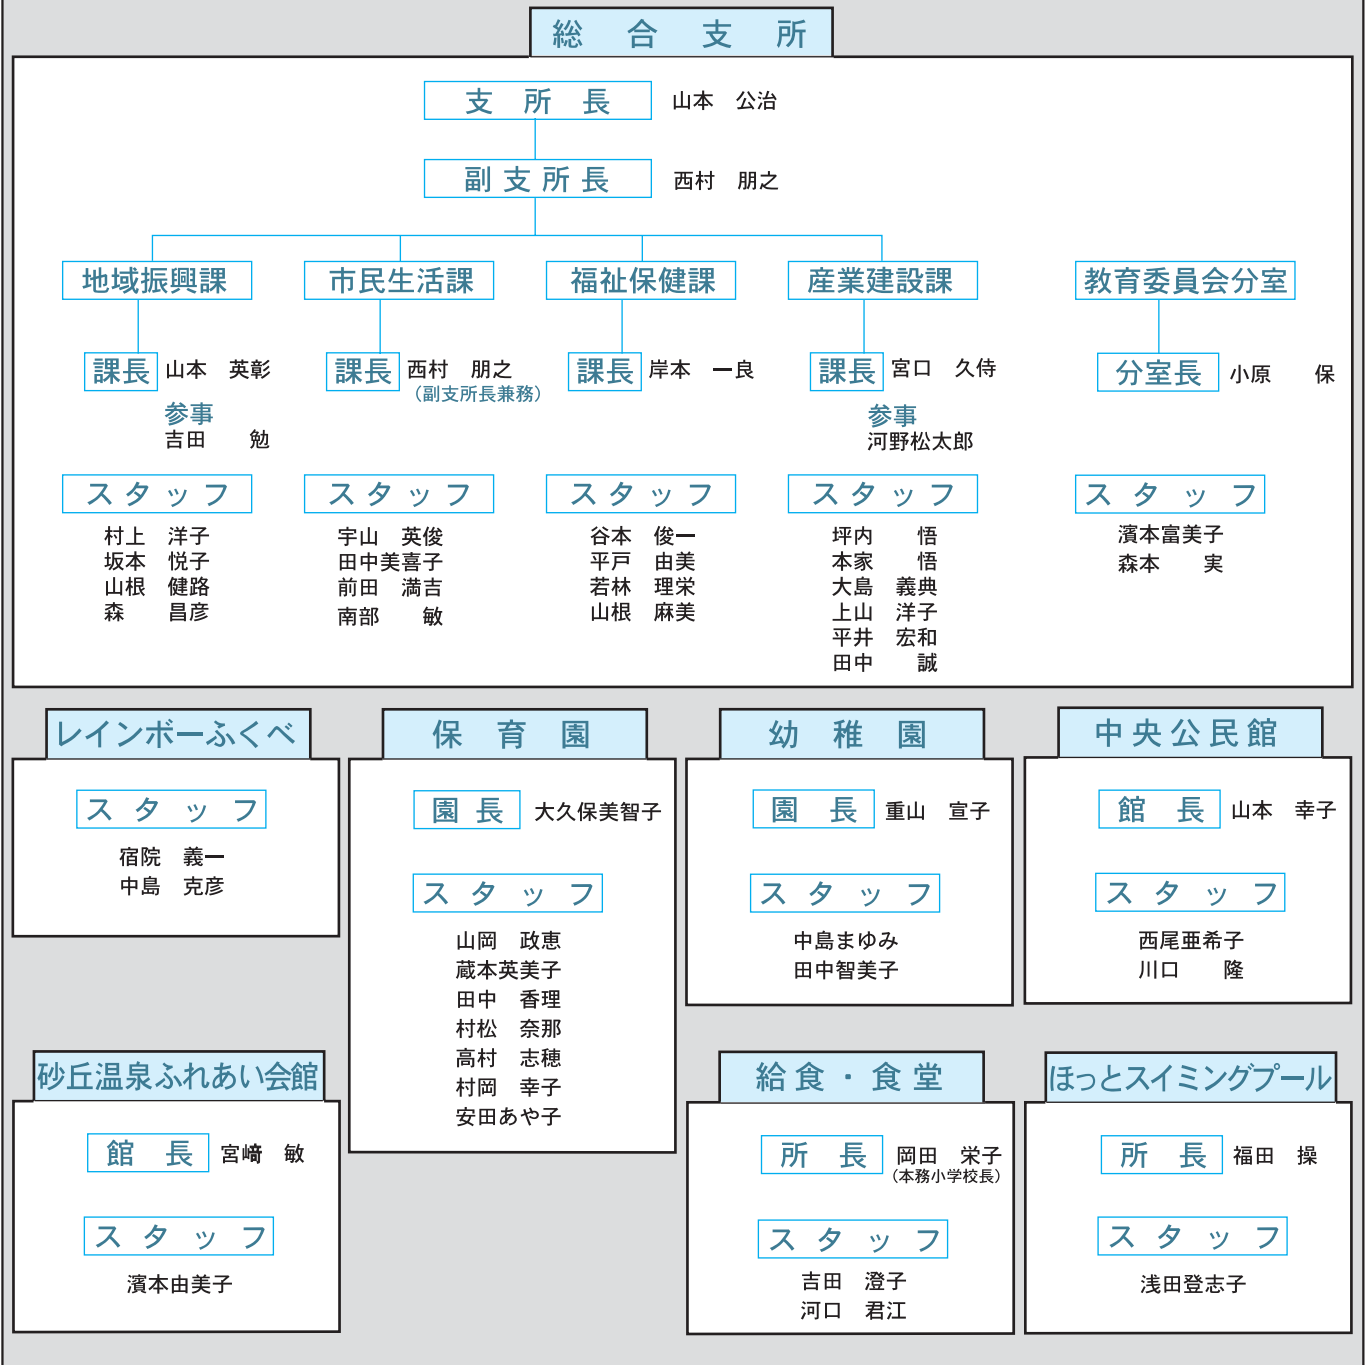 総合支所
支所長 山本 公治
副支所長 西村 朋之
地域振興課
課長 山本 英彰
参事
吉田 勉
スタッフ
村上 洋子
坂本 悦子
山根 健路
森 昌彦
市民生活課
課長 西村 朋之
（副支所長兼務）
スタッフ
宇山 英俊
田中美喜子
前田 満吉
南部 敏
福祉保健課
課長 岸本 一良
スタッフ
谷本 俊一
平戸 由美
若林 理栄
山根 麻美
産業建設課
課長 宮口 久侍
参事
河野松太郎
スタッフ
坪内 悟
本家 悟
大島 義典
上山 洋子
平井 宏和
田中 誠
教育委員会分室
分室長 小原 保
スタッフ
濱本富美子
森本 実
レインボーふくべ
スタッフ
宿院 義一
中島 克彦
保育園
園長 大久保美智子
スタッフ
山岡 政恵
蔵本英美子
田中 香理
村松 奈那
高村 志穂
村岡 幸子
安田あや子
幼稚園
園長 重山 宣子
スタッフ
中島まゆみ
田中智美子
中央公民館
館長 山本 幸子
スタッフ
西尾亜希子
川口 隆
砂丘温泉ふれあい会館
館長 宮﨑 敏
スタッフ
濱本由美子
給食・食堂
所長 岡田 栄子
（本務小学校長）
スタッフ
吉田 澄子
河口 君江
ほっとスイミングプール
所長 福田 操
スタッフ
浅田登志子